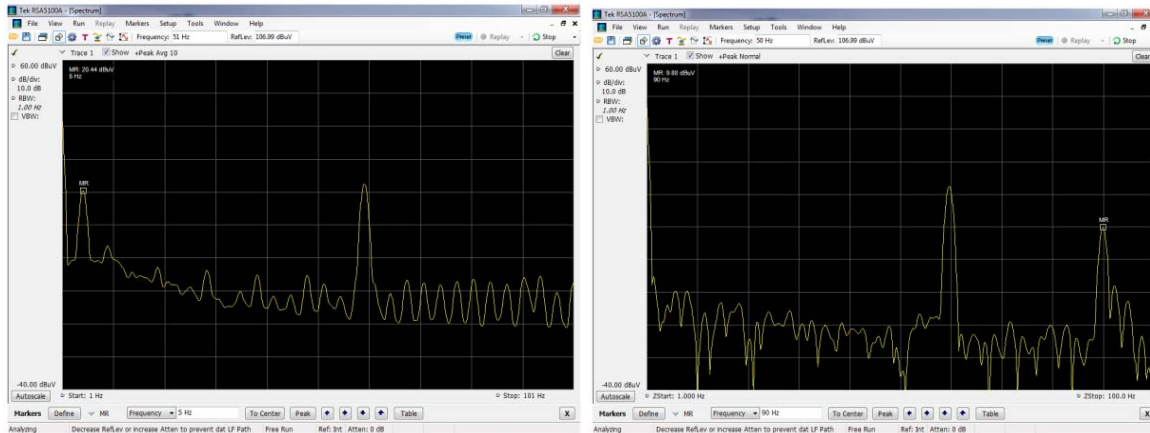 Tek RSA5100A - [Spectrum]
File View Run Replay Markers Setup Tools Window Help
Frequency: 51 Hz RefLev: 106.99 dBuV Preset Replay Stop
Trace 1 Show +Peak Avg 10 Clear
60.00 dBuV
dB/div:
10.0 dB
RBW:
1.00 Hz
VBW:
MR: 20.44 dBuV
5 Hz
MR
-40.00 dBuV
Autoscale Start: 1 Hz Stop: 101 Hz
Markers Define MR Frequency 5 Hz To Center Peak Table X
Analyzing Decrease RefLev or increase Atten to prevent dat LF Path Free Run Ref: Int Atten: 0 dB
Tek RSA5100A - [Spectrum]
File View Run Replay Markers Setup Tools Window Help
Frequency: 50 Hz RefLev: 106.99 dBuV Preset Replay Stop
Trace 1 Show +Peak Normal Clear
60.00 dBuV
dB/div:
10.0 dB
RBW:
1.00 Hz
VBW:
MR: 9.88 dBuV
90 Hz
MR
-40.00 dBuV
Autoscale ZStart: 1.000 Hz ZStop: 100.0 Hz
Markers Define MR Frequency 90 Hz To Center Peak Table X
Analyzing Decrease RefLev or increase Atten to prevent dat LF Path Free Run Ref: Int Atten: 0 dB